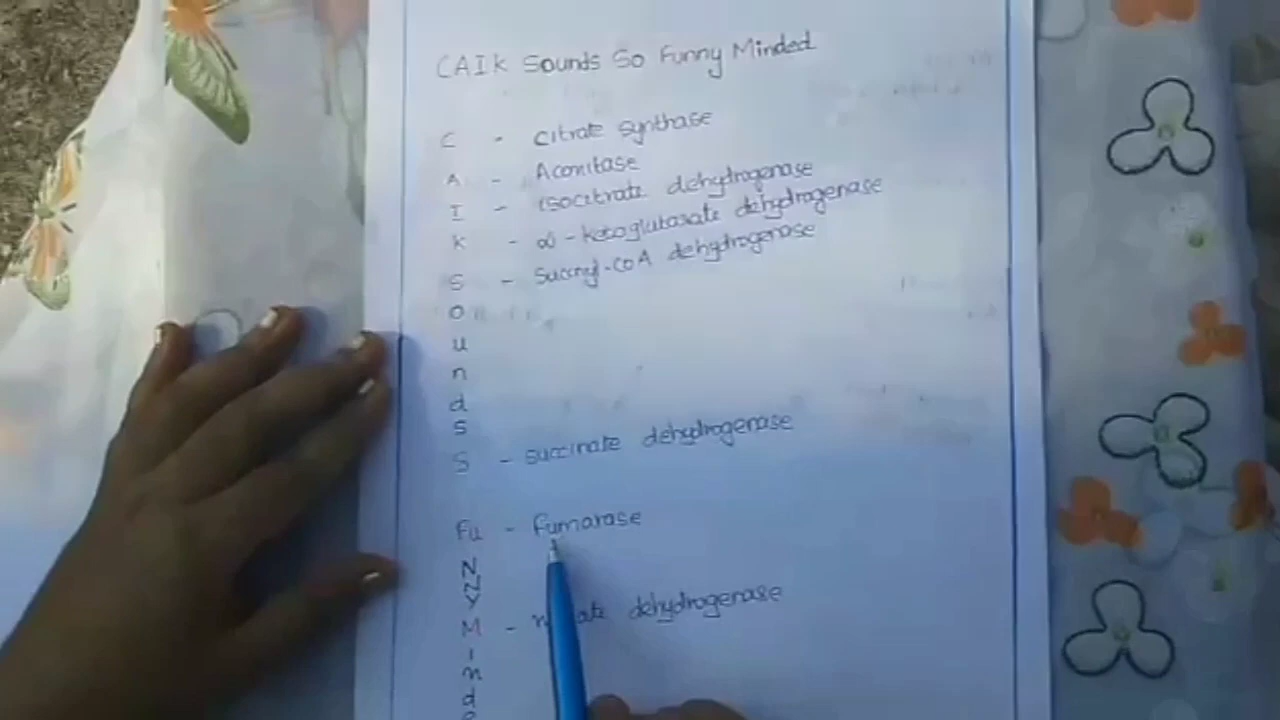 CAIK Sounds So Funny Minded
C - citrate synthase
A - Aconitase
I - isocitrate dehydrogenase
K - α - ketoglutarate dehydrogenase
S - Succnyl-coA dehydrogenase
o
u
n
d
s
S - succinate dehydrogenase
Fu - fumarase
N
N
Y
M - dehydrogenase
i
n
d